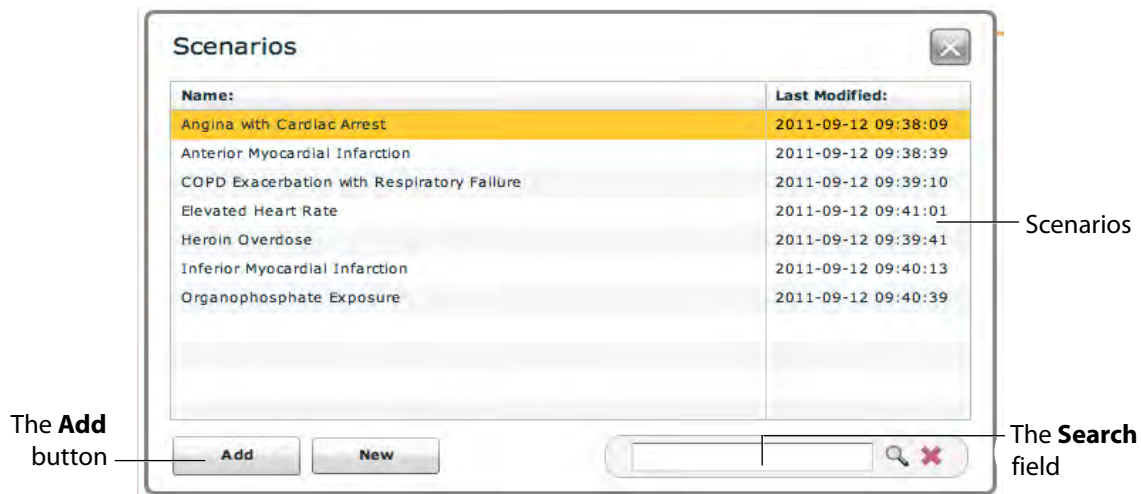 Scenarios
Name: Last Modified:
Angina with Cardiac Arrest 2011-09-12 09:38:09
Anterior Myocardial Infarction 2011-09-12 09:38:39
COPD Exacerbation with Respiratory Failure 2011-09-12 09:39:10
Elevated Heart Rate 2011-09-12 09:41:01
Scenarios
Heroin Overdose 2011-09-12 09:39:41
Inferior Myocardial Infarction 2011-09-12 09:40:13
Organophosphate Exposure 2011-09-12 09:40:39
The Add
button
Add New
The Search
field